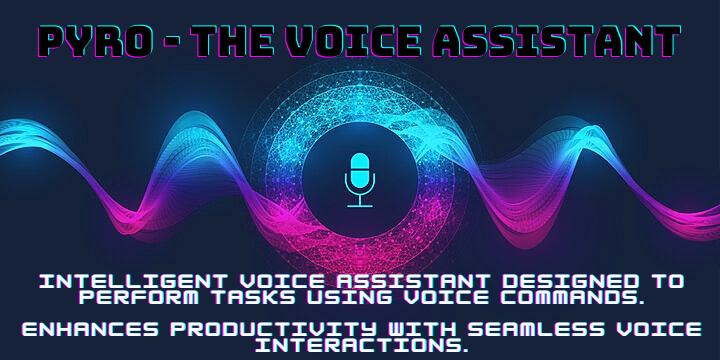 PYRO - THE VOICE ASSISTANT
INTELLIGENT VOICE ASSISTANT DESIGNED TO
PERFORM TASKS USING VOICE COMMANDS.
ENHANCES PRODUCTIVITY WITH SEAMLESS VOICE
INTERACTIONS.